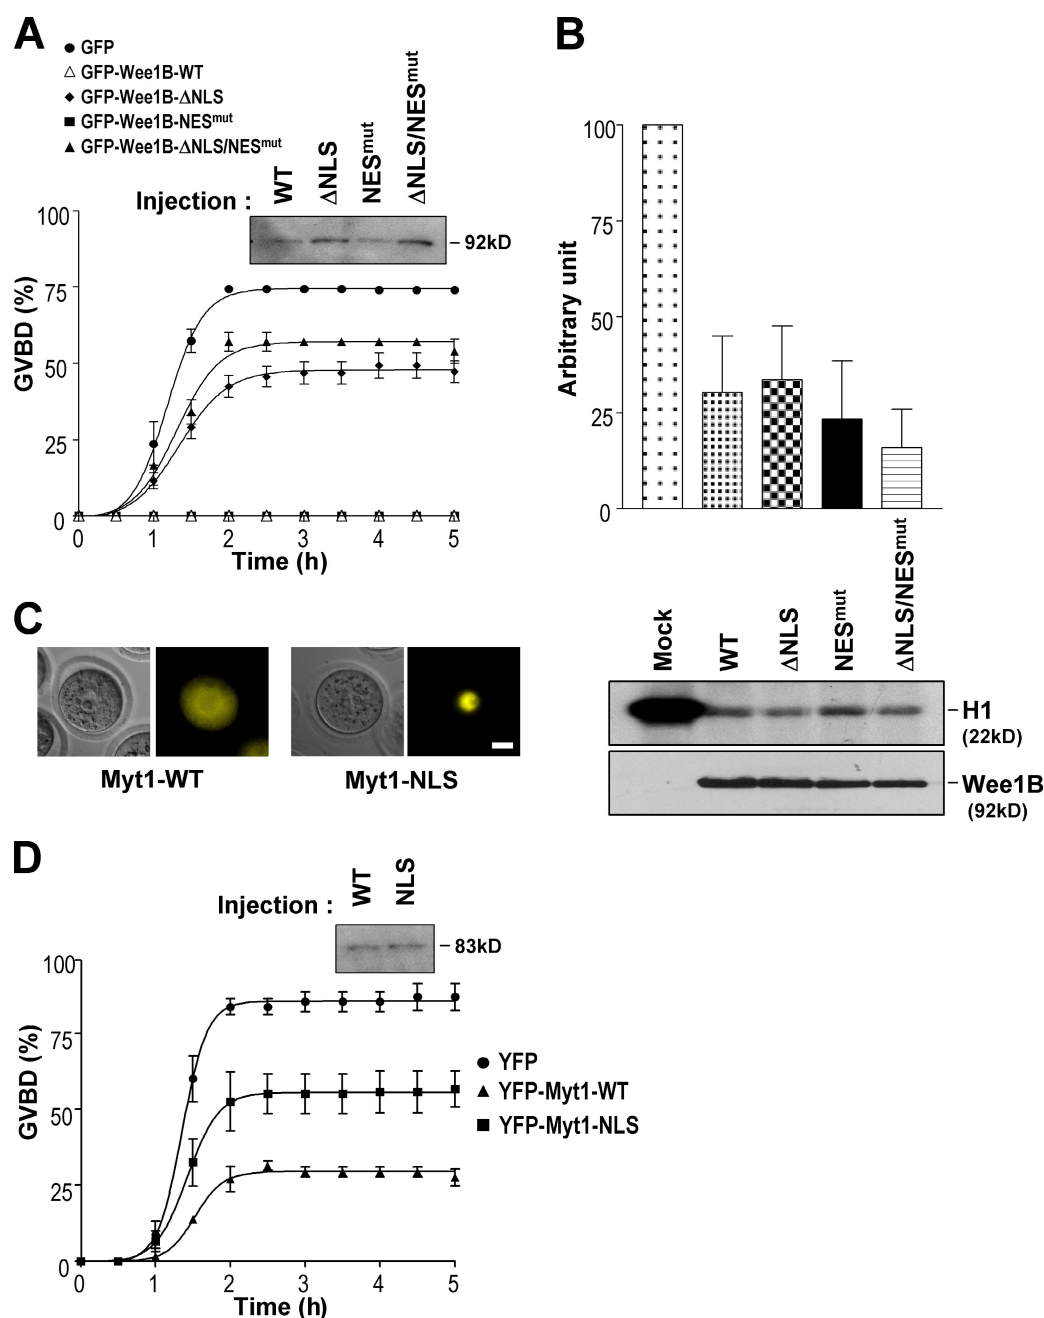 A
GFP
GFP-Wee1B-WT
GFP-Wee1B-ΔNLS
GFP-Wee1B-NESmut
GFP-Wee1B-ΔNLS/NESmut
Injection :
WT
ΔNLS
NESmut
ΔNLS/NESmut
92kD
GVBD (%)
100
75
50
25
0
0 1 2 3 4 5
Time (h)
B
Arbitrary unit
100
75
50
25
0
Mock
WT
ΔNLS
NESmut
ΔNLS/NESmut
H1
(22kD)
Wee1B
(92kD)
C
Myt1-WT
Myt1-NLS
D
Injection :
WT
NLS
83kD
GVBD (%)
100
75
50
25
0
0 1 2 3 4 5
Time (h)
YFP
YFP-Myt1-WT
YFP-Myt1-NLS